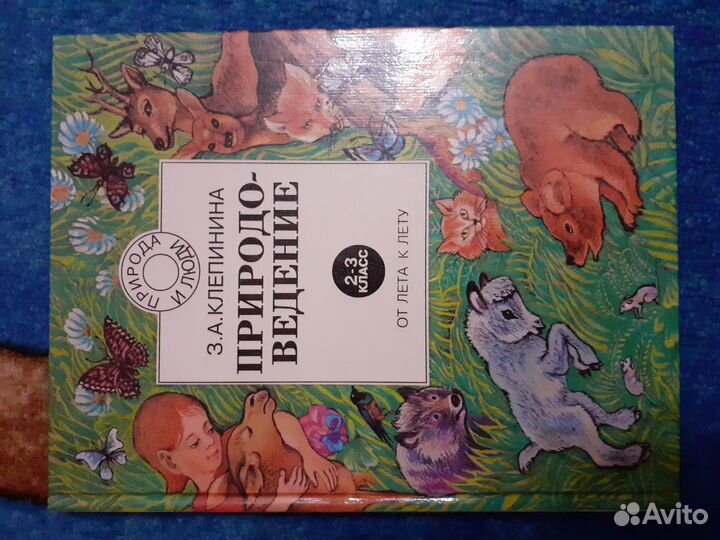 ПРИРОДА И ЛЮДИ
З.А.КЛЕПИНИНА
ПРИРОДО-
ВЕДЕНИЕ
2-3
КЛАСС
ОТ ЛЕТА К ЛЕТУ
Avito